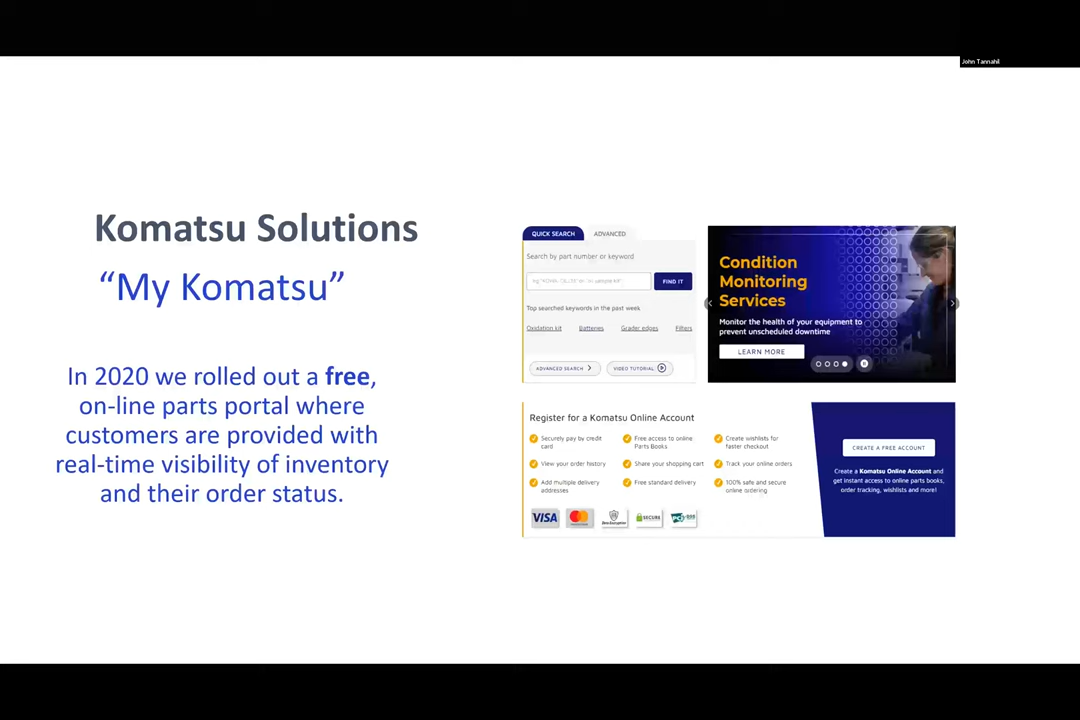 John Tannahil
Komatsu Solutions
“My Komatsu”
In 2020 we rolled out a free,
on-line parts portal where
customers are provided with
real-time visibility of inventory
and their order status.
QUICK SEARCH
ADVANCED
Search by part number or keyword
FIND IT
Top searched keywords in the past week
Oxidation kit Batteries Grader edges Filters
ADVANCED SEARCH
VIDEO TUTORIAL
Condition
Monitoring
Services
Monitor the health of your equipment to
prevent unscheduled downtime
LEARN MORE
Register for a Komatsu Online Account
Securely pay by credit
card
Free access to online
Parts Books
Create wishlists for
faster checkout
View your order history
Share your shopping cart
Track your online orders
Add multiple delivery
addresses
Free standard delivery
100% safe and secure
online ordering
VISA
SECURE
PCI
CREATE A FREE ACCOUNT
Create a Komatsu Online Account and
get instant access to online parts books,
order tracking, wishlists and more!